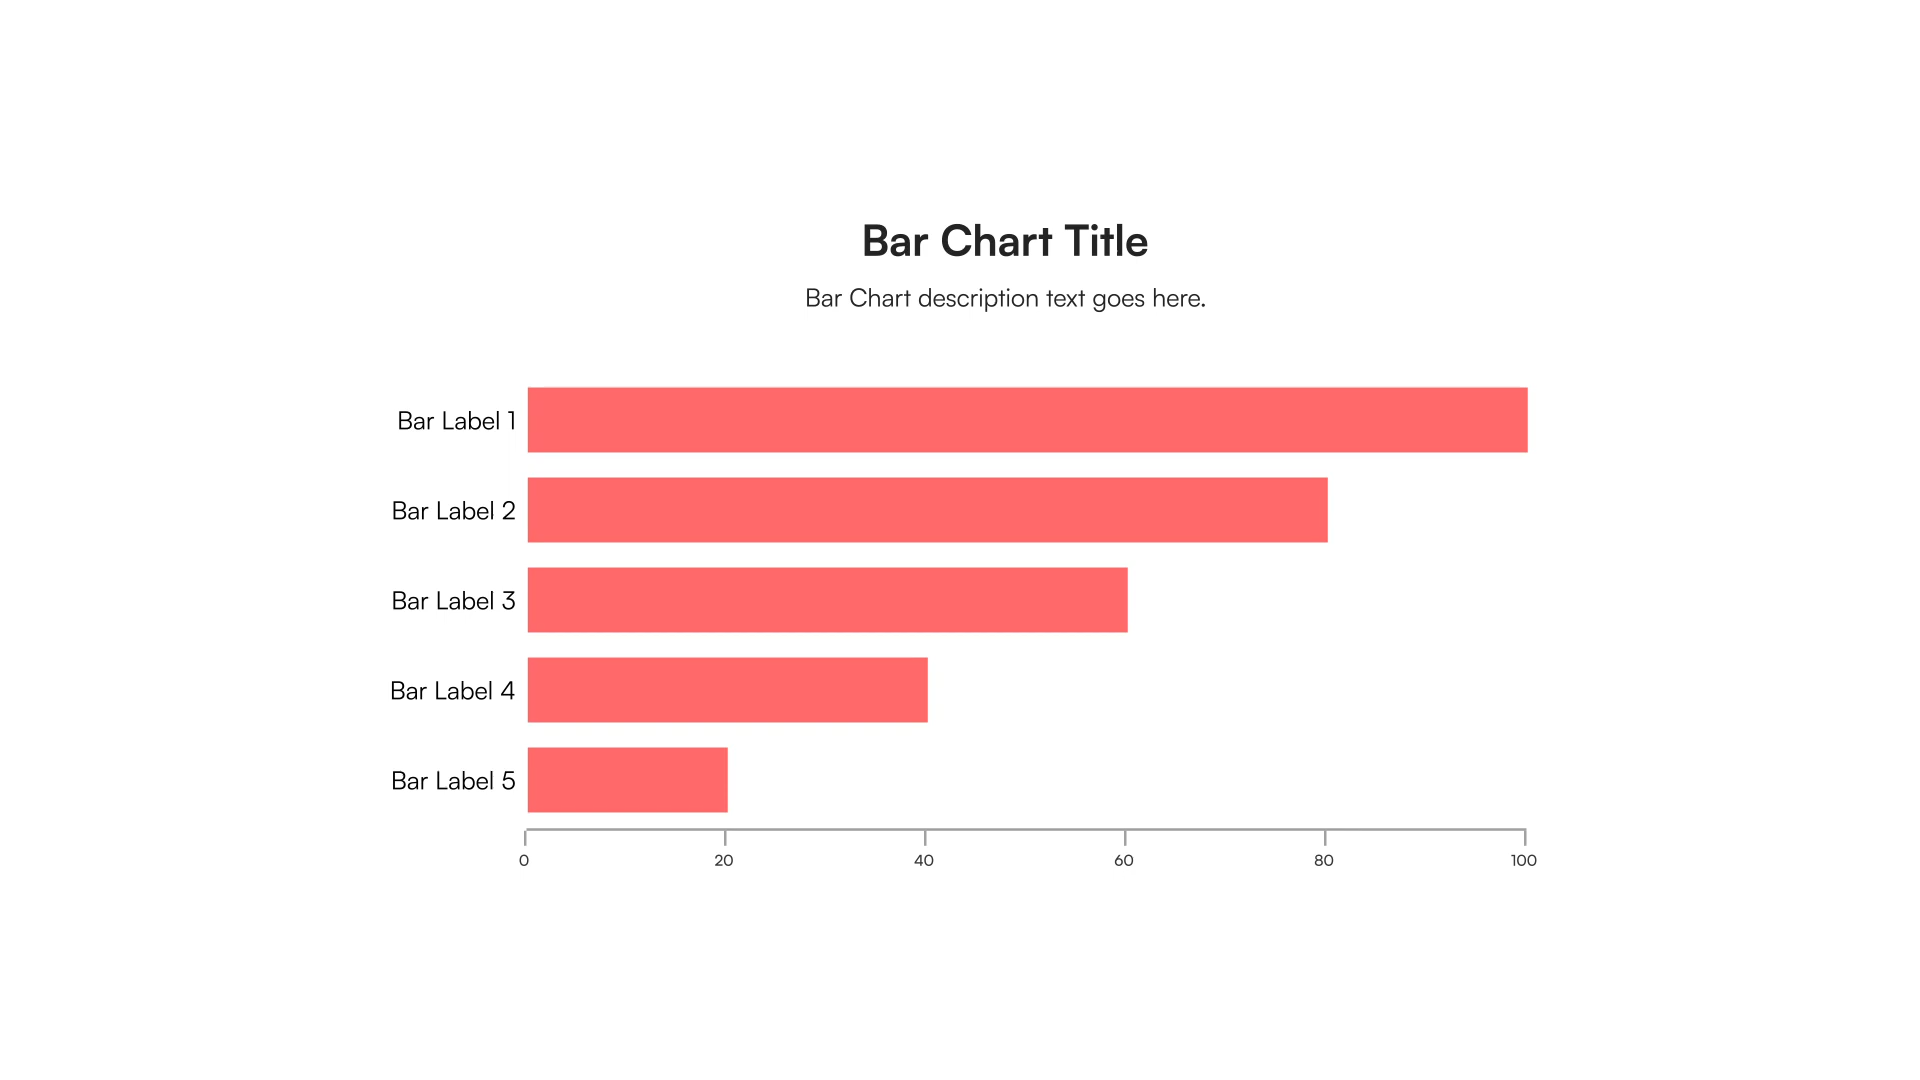 Bar Chart Title
Bar Chart description text goes here.
Bar Label 1
Bar Label 2
Bar Label 3
Bar Label 4
Bar Label 5
0 20 40 60 80 100